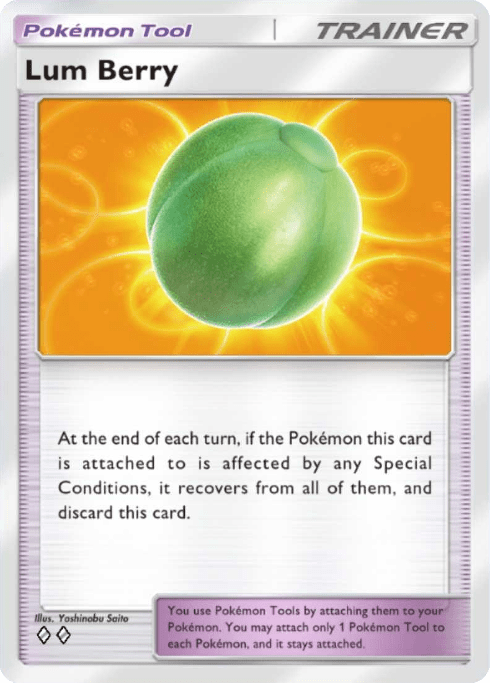 Pokémon Tool
TRAINER
Lum Berry
At the end of each turn, if the Pokémon this card
is attached to is affected by any Special
Conditions, it recovers from all of them, and
discard this card.
Illus. Yoshinobu Saito
You use Pokémon Tools by attaching them to your
Pokémon. You may attach only 1 Pokémon Tool to
each Pokémon, and it stays attached.